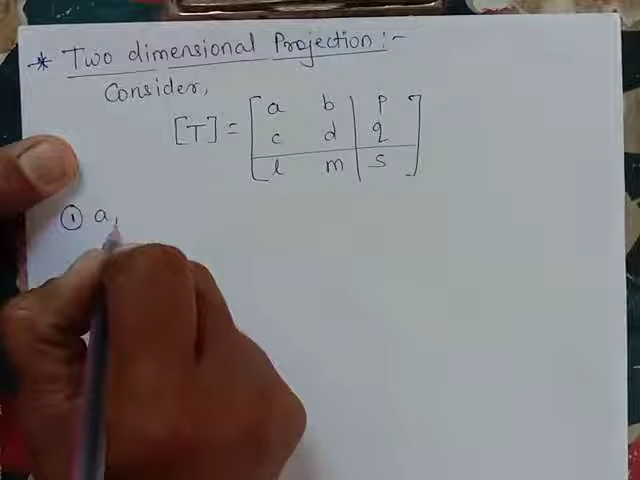 * Two dimensional Projection :-
Consider,
[T] = [ a b | p
c d | q
l m | s ]
① a,